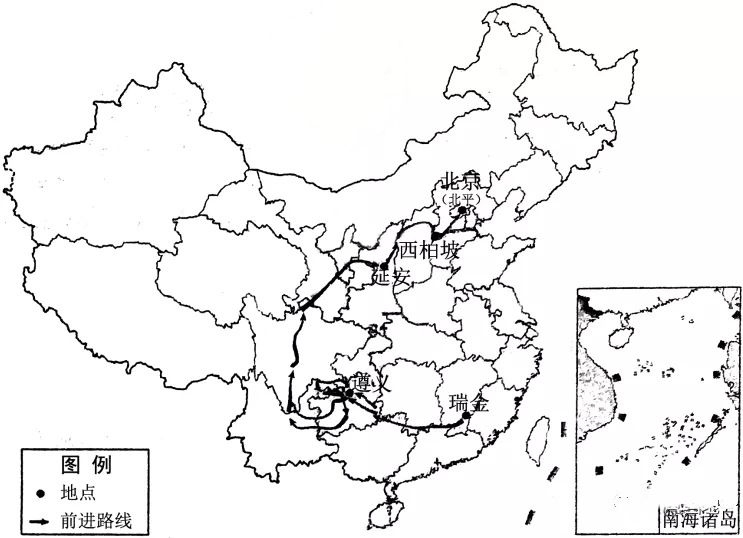 北京
(北平)
西柏坡
延安
遵义
瑞金
图 例
地点
前进路线
南海诸岛